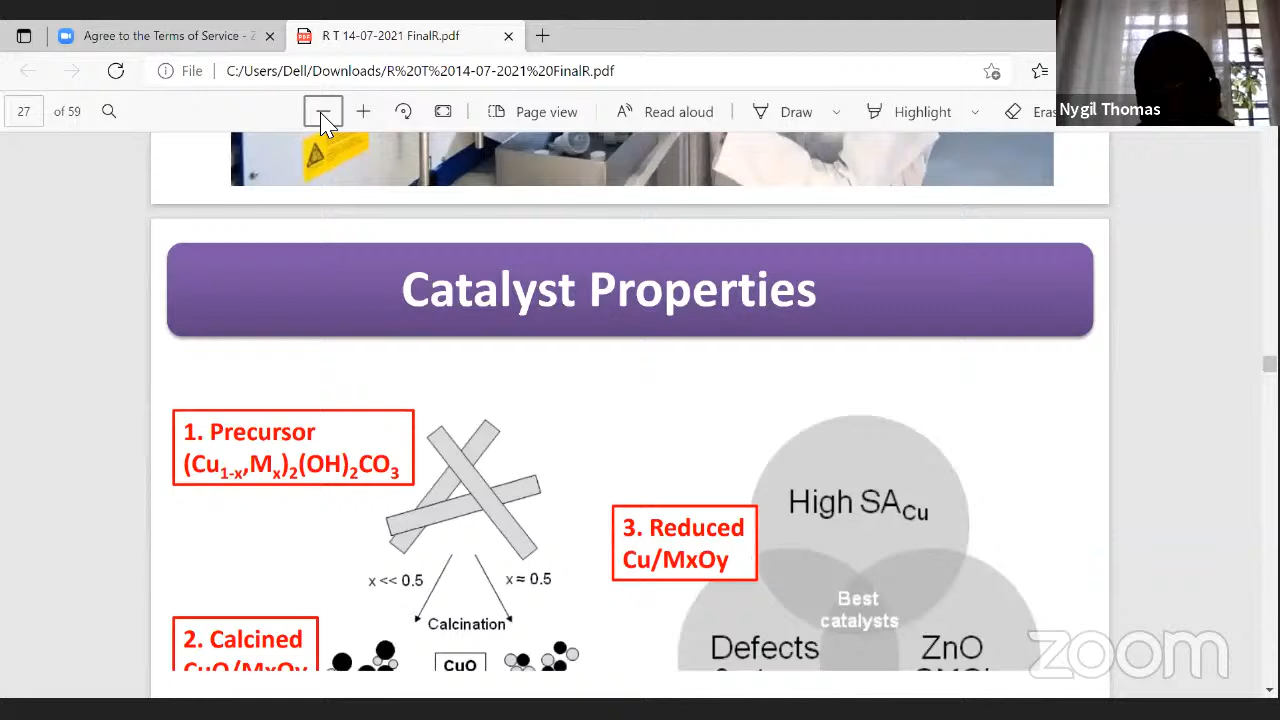 Agree to the Terms of Service - Z
R T 14-07-2021 FinalR.pdf
File
C:/Users/Dell/Downloads/R%20T%2014-07-2021%20FinalR.pdf
27
of 59
Page view
Read aloud
Draw
Highlight
Eras
Nygil Thomas
Catalyst Properties
1. Precursor
(Cu1-x,Mx)2(OH)2CO3
x << 0.5
x ≈ 0.5
Calcination
2. Calcined
CuO/MxOy
CuO
3. Reduced
Cu/MxOy
High SACu
Best
catalysts
Defects
ZnO
zoom